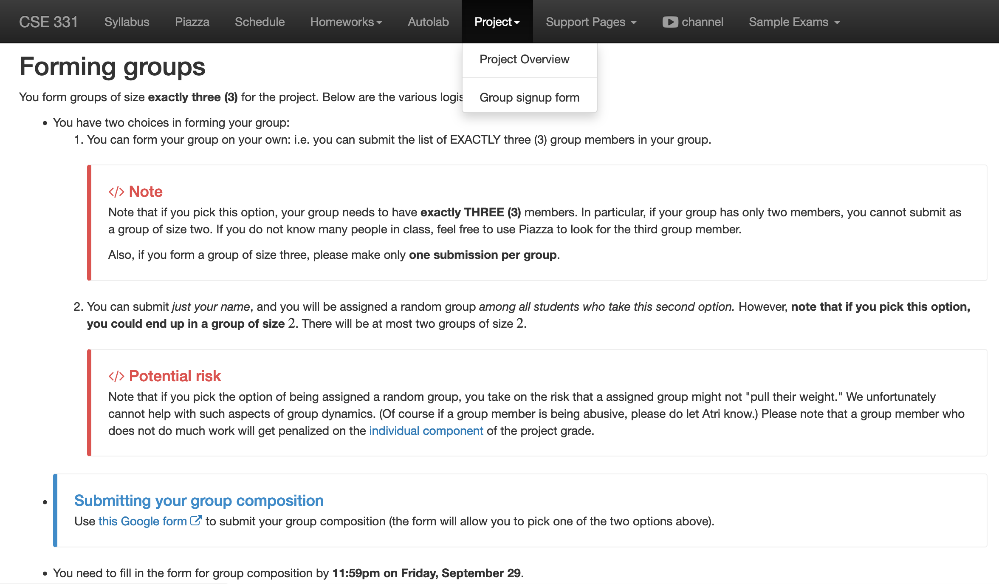 CSE 331 Syllabus Piazza Schedule Homeworks Autolab Project Support Pages channel Sample Exams
Project Overview
Group signup form
Forming groups
You form groups of size exactly three (3) for the project. Below are the various
You have two choices in forming your group:
1. You can form your group on your own: i.e. you can submit the list of EXACTLY three (3) group members in your group.
</> Note
Note that if you pick this option, your group needs to have exactly THREE (3) members. In particular, if your group has only two members, you cannot submit as
a group of size two. If you do not know many people in class, feel free to use Piazza to look for the third group member.
Also, if you form a group of size three, please make only one submission per group.
2. You can submit just your name, and you will be assigned a random group among all students who take this second option. However, note that if you pick this option,
you could end up in a group of size 2. There will be at most two groups of size 2.
</> Potential risk
Note that if you pick the option of being assigned a random group, you take on the risk that a assigned group might not "pull their weight." We unfortunately
cannot help with such aspects of group dynamics. (Of course if a group member is being abusive, please do let Atri know.) Please note that a group member who
does not do much work will get penalized on the individual component of the project grade.
Submitting your group composition
Use this Google form to submit your group composition (the form will allow you to pick one of the two options above).
You need to fill in the form for group composition by 11:59pm on Friday, September 29.